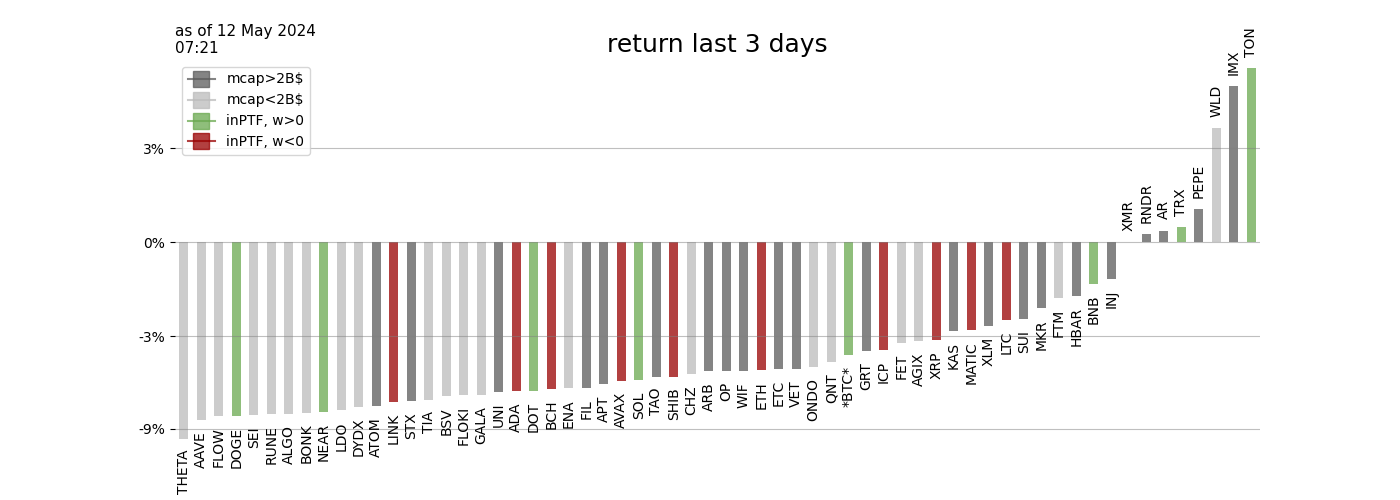 as of 12 May 2024
07:21
return last 3 days
mcap>2B$
mcap<2B$
inPTF, w>0
inPTF, w<0
3%
0%
-3%
-9%
THETA
AAVE
FLOW
DOGE
SEI
RUNE
ALGO
BONK
NEAR
LDO
DYDX
ATOM
LINK
STX
TIA
BSV
FLOKI
GALA
UNI
ADA
DOT
BCH
ENA
FIL
APT
AVAX
SOL
TAO
SHIB
CHZ
ARB
OP
WIF
ETH
ETC
VET
ONDO
QNT
*BTC*
GRT
ICP
FET
AGIX
XRP
KAS
MATIC
XLM
LTC
SUI
MKR
FTM
HBAR
BNB
INJ
XMR
RNDR
AR
TRX
PEPE
WLD
IMX
TON